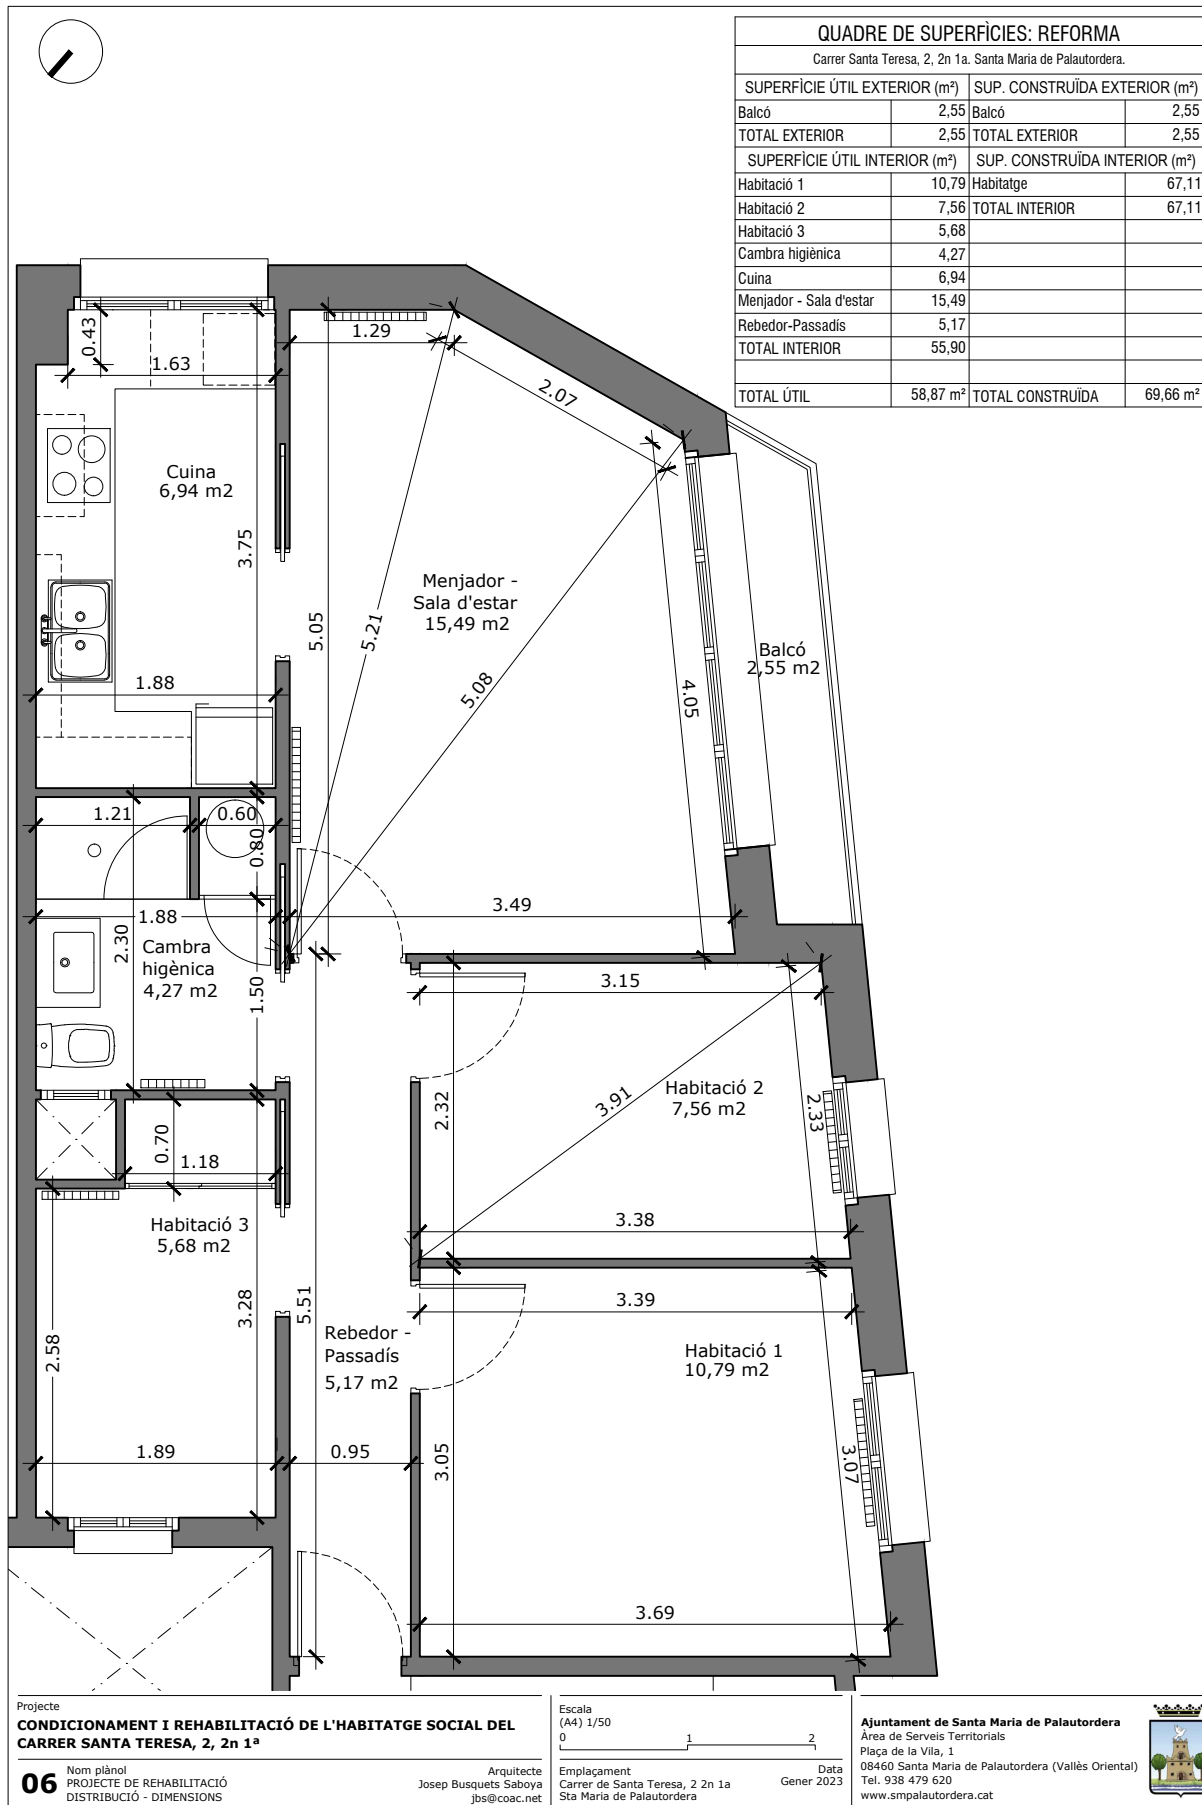 QUADRE DE SUPERFÍCIES: REFORMA
Carrer Santa Teresa, 2, 2n 1a. Santa Maria de Palautordera.
SUPERFÍCIE ÚTIL EXTERIOR (m²) SUP. CONSTRUÏDA EXTERIOR (m²)
Balcó 2,55 Balcó 2,55
TOTAL EXTERIOR 2,55 TOTAL EXTERIOR 2,55
SUPERFÍCIE ÚTIL INTERIOR (m²) SUP. CONSTRUÏDA INTERIOR (m²)
Habitació 1 10,79 Habitatge 67,11
Habitació 2 7,56 TOTAL INTERIOR 67,11
Habitació 3 5,68
Cambra higiènica 4,27
Cuina 6,94
Menjador - Sala d'estar 15,49
Rebedor-Passadís 5,17
TOTAL INTERIOR 55,90
TOTAL ÚTIL 58,87 m² TOTAL CONSTRUÏDA 69,66 m²
0.43
1.63
1.29
2.07
Cuina
6,94 m2
3.75
5.05
5.21
Menjador -
Sala d'estar
15,49 m2
5.08
4.05
Balcó
2,55 m2
1.88
1.21
0.60
0.80
1.88
3.49
2.30
Cambra
higènica
4,27 m2
1.50
3.15
2.32
3.91
Habitació 2
7,56 m2
2.33
0.70
1.18
3.38
Habitació 3
5,68 m2
3.28
5.51
2.58
3.39
Rebedor -
Passadís
5,17 m2
Habitació 1
10,79 m2
1.89
0.95
3.05
3.07
3.69
Projecte
CONDICIONAMENT I REHABILITACIÓ DE L'HABITATGE SOCIAL DEL
CARRER SANTA TERESA, 2, 2n 1ª
06
Nom plànol
PROJECTE DE REHABILITACIÓ
DISTRIBUCIÓ - DIMENSIONS
Arquitecte
Josep Busquets Saboya
jbs@coac.net
Escala
(A4) 1/50
0 1 2
Emplaçament
Carrer de Santa Teresa, 2 2n 1a
Sta Maria de Palautordera
Data
Gener 2023
Ajuntament de Santa Maria de Palautordera
Àrea de Serveis Territorials
Plaça de la Vila, 1
08460 Santa Maria de Palautordera (Vallès Oriental)
Tel. 938 479 620
www.smpalautordera.cat